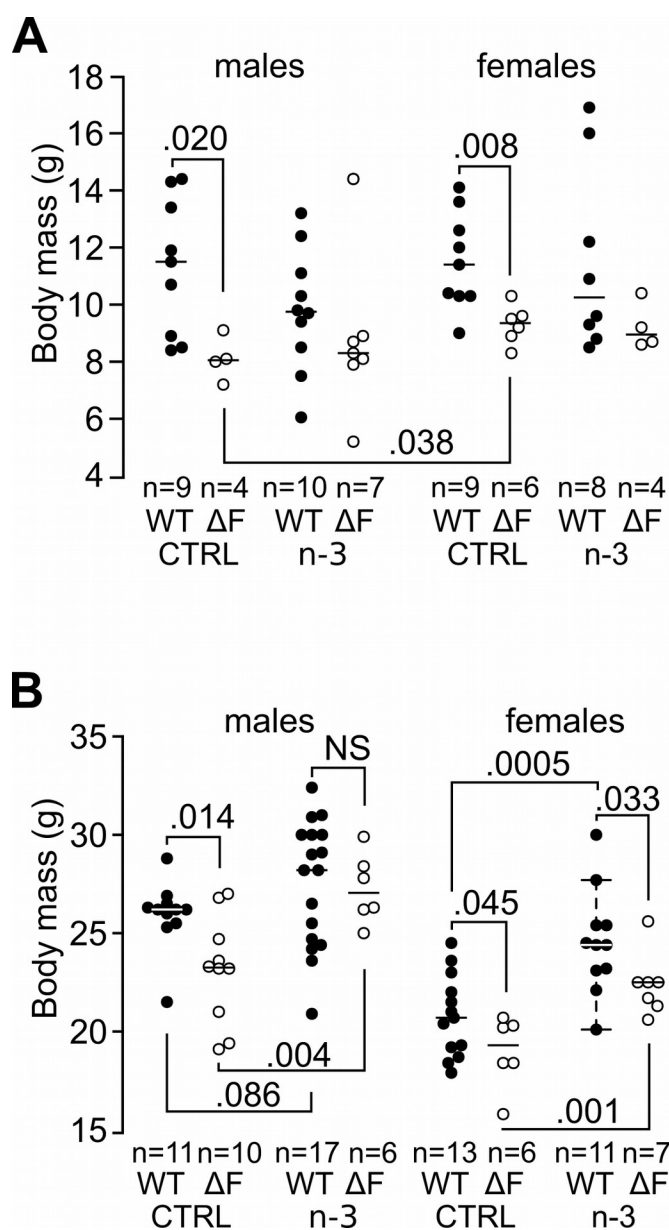 A
males females
Body mass (g)
18
16
14
12
10
8
6
4
.020
.008
.038
n=9 n=4 n=10 n=7 n=9 n=6 n=8 n=4
WT ΔF WT ΔF WT ΔF WT ΔF
CTRL n-3 CTRL n-3
B
males females
Body mass (g)
35
30
25
20
15
NS
.0005
.014
.033
.045
.004
.086
.001
n=11 n=10 n=17 n=6 n=13 n=6 n=11 n=7
WT ΔF WT ΔF WT ΔF WT ΔF
CTRL n-3 CTRL n-3